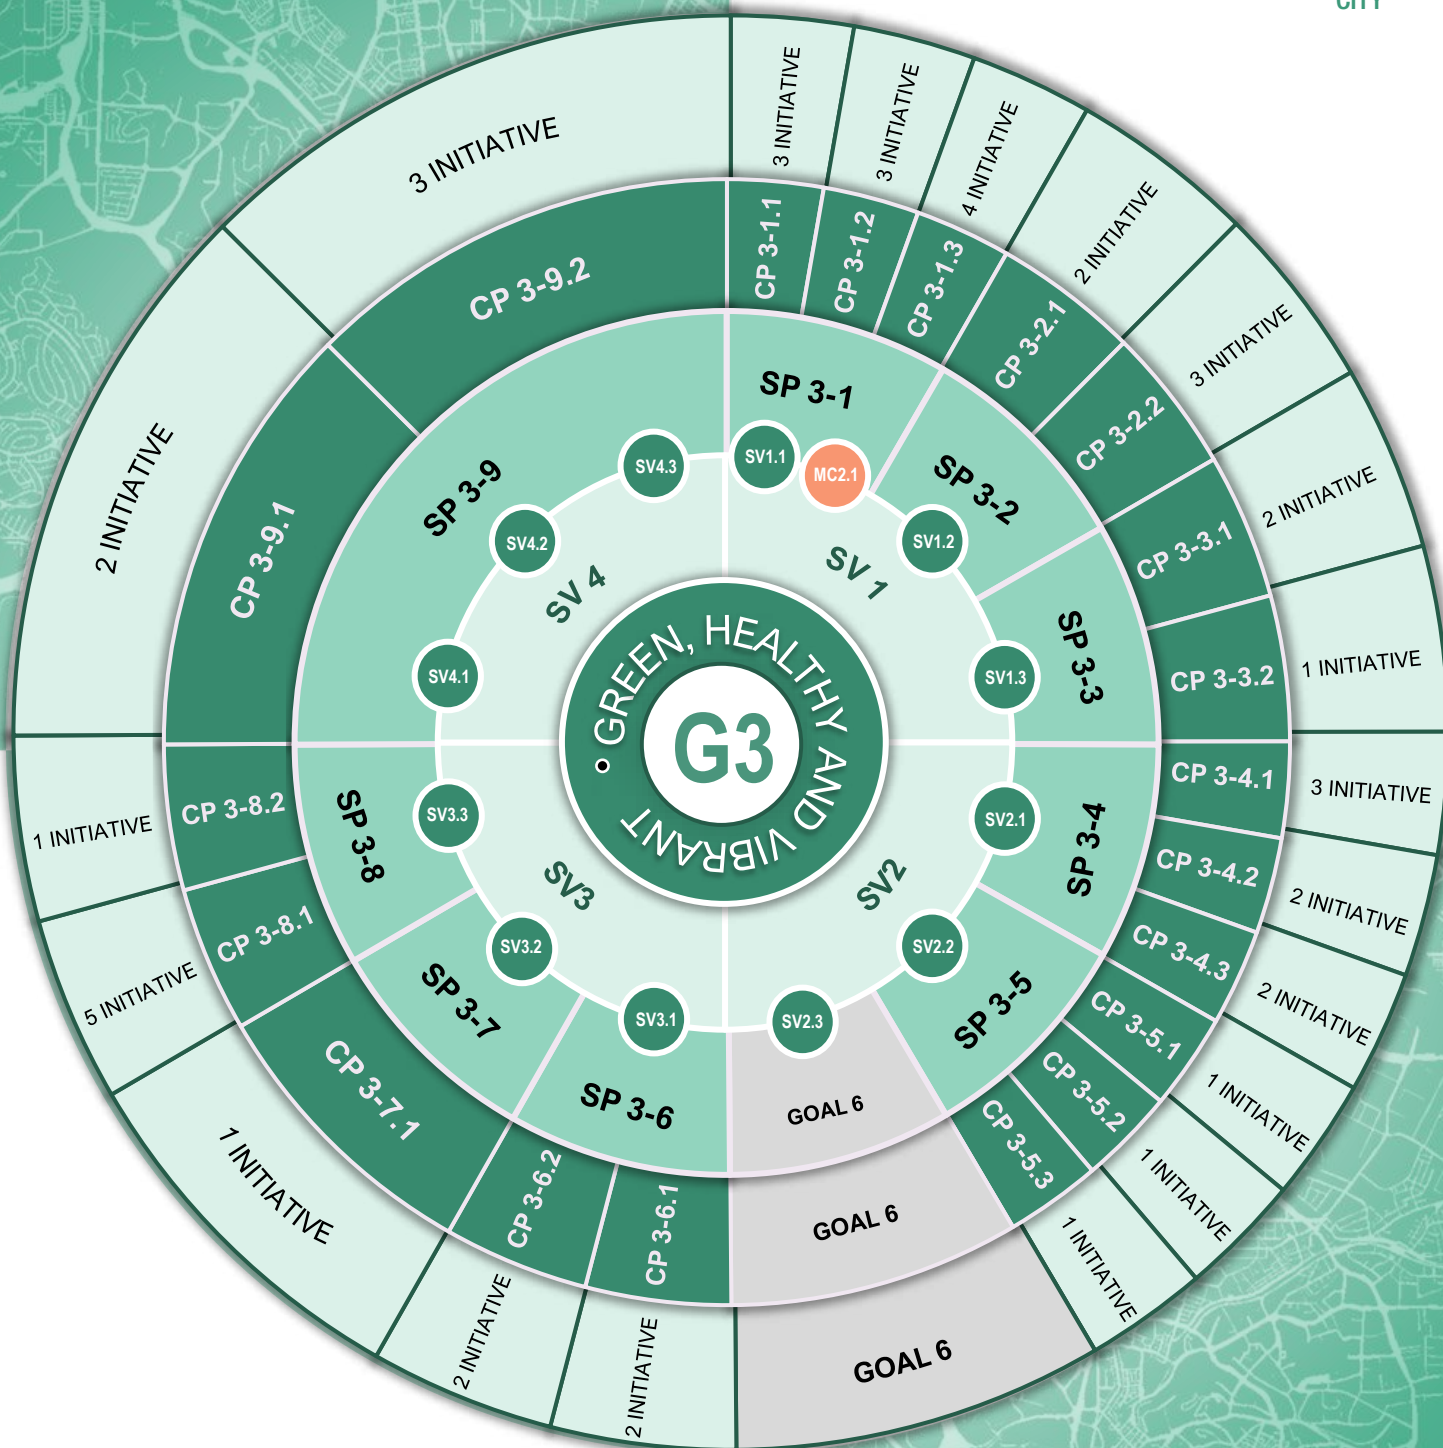 CITY
G3
• GREEN, HEALTHY AND VIBRANT
SV 1
SV2
SV3
SV 4
SV1.1
MC2.1
SV1.2
SV1.3
SV2.1
SV2.2
SV2.3
SV3.1
SV3.2
SV3.3
SV4.1
SV4.2
SV4.3
SP 3-1
SP 3-2
SP 3-3
SP 3-4
SP 3-5
GOAL 6
SP 3-6
SP 3-7
SP 3-8
SP 3-9
CP 3-1.1
CP 3-1.2
CP 3-1.3
CP 3-2.1
CP 3-2.2
CP 3-3.1
CP 3-3.2
CP 3-4.1
CP 3-4.2
CP 3-4.3
CP 3-5.1
CP 3-5.2
CP 3-5.3
GOAL 6
CP 3-6.1
CP 3-6.2
CP 3-7.1
CP 3-8.1
CP 3-8.2
CP 3-9.1
CP 3-9.2
3 INITIATIVE
3 INITIATIVE
4 INITIATIVE
2 INITIATIVE
3 INITIATIVE
2 INITIATIVE
1 INITIATIVE
3 INITIATIVE
2 INITIATIVE
2 INITIATIVE
1 INITIATIVE
1 INITIATIVE
1 INITIATIVE
GOAL 6
2 INITIATIVE
2 INITIATIVE
1 INITIATIVE
5 INITIATIVE
1 INITIATIVE
2 INITIATIVE
3 INITIATIVE